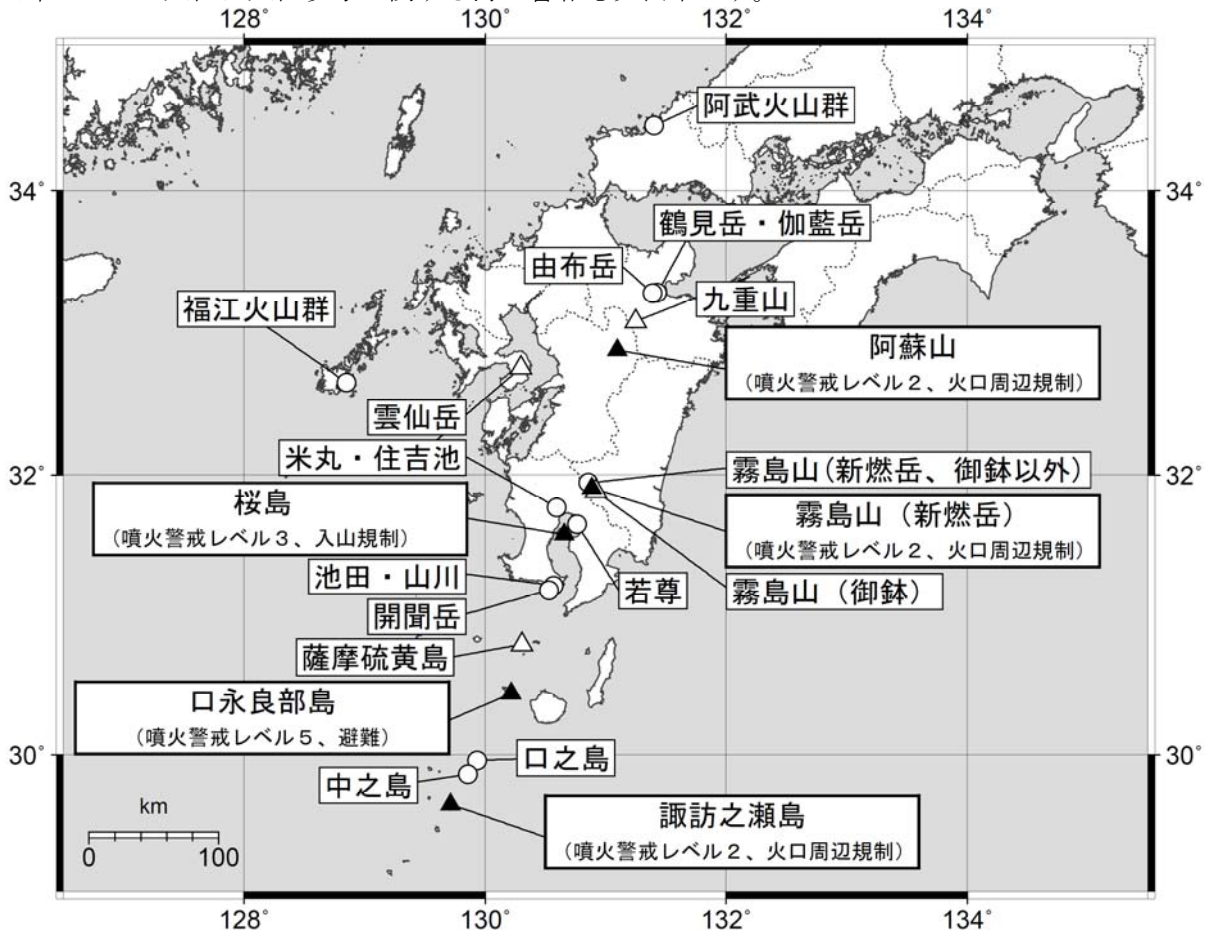 128°
130°
132°
134°
阿武火山群
34°
34°
鶴見岳・伽藍岳
由布岳
九重山
福江火山群
阿蘇山
(噴火警戒レベル2、火口周辺規制)
雲仙岳
米丸・住吉池
32°
32°
霧島山(新燃岳、御鉢以外)
桜島
(噴火警戒レベル3、入山規制)
霧島山(新燃岳)
(噴火警戒レベル2、火口周辺規制)
池田・山川
若尊
霧島山(御鉢)
開聞岳
薩摩硫黄島
口永良部島
(噴火警戒レベル5、避難)
30°
30°
口之島
中之島
諏訪之瀬島
(噴火警戒レベル2、火口周辺規制)
km
0
100
128°
130°
132°
134°